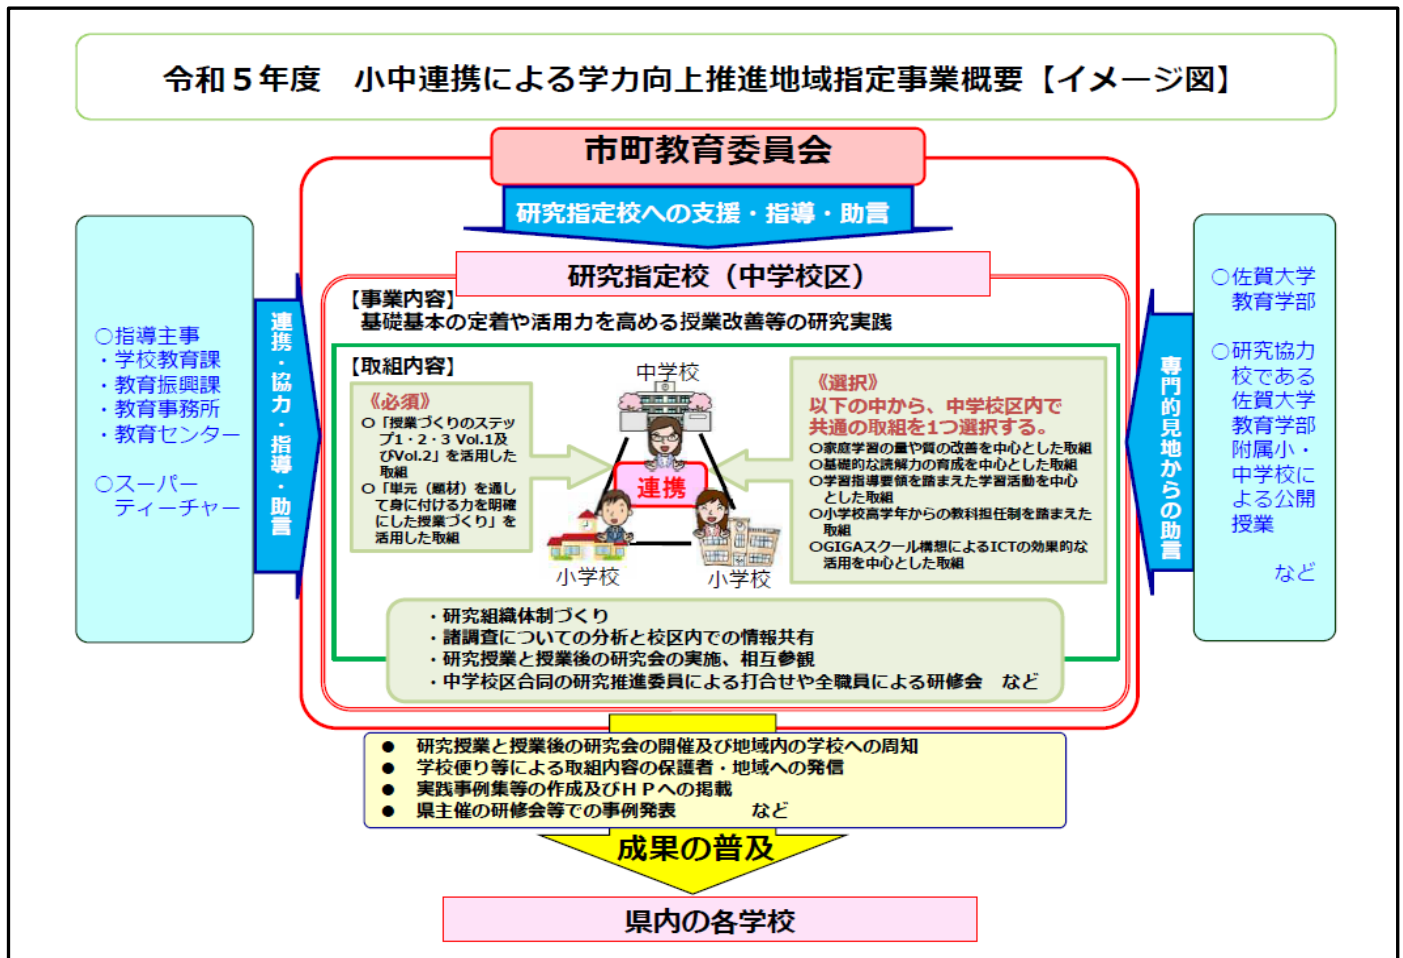 令和５年度　小中連携による学力向上推進地域指定事業概要【イメージ図】
市町教育委員会
研究指定校への支援・指導・助言
研究指定校（中学校区）
【事業内容】
基礎基本の定着や活用力を高める授業改善等の研究実践
○指導主事
・学校教育課
・教育振興課
・教育事務所
・教育センター
○スーパー
ティーチャー
連携・協力・指導・助言
【取組内容】
《必須》
○「授業づくりのステッ
プ1・2・3 Vol.1及
びVol.2」を活用した
取組
○「単元（題材）を通し
て身に付ける力を明確
にした授業づくり」を
活用した取組
中学校
連携
小学校
小学校
《選択》
以下の中から、中学校区内で
共通の取組を1つ選択する。
○家庭学習の量や質の改善を中心とした取組
○基礎的な読解力の育成を中心とした取組
○学習指導要領を踏まえた学習活動を中心
とした取組
○小学校高学年からの教科担任制を踏まえた
取組
○GIGAスクール構想によるICTの効果的な
活用を中心とした取組
専門的見地からの助言
○佐賀大学
教育学部
○研究協力
校である
佐賀大学
教育学部
附属小・
中学校に
よる公開
授業
など
・研究組織体制づくり
・諸調査についての分析と校区内での情報共有
・研究授業と授業後の研究会の実施、相互参観
・中学校区合同の研究推進委員による打合せや全職員による研修会　など
● 研究授業と授業後の研究会の開催及び地域内の学校への周知
● 学校便り等による取組内容の保護者・地域への発信
● 実践事例集等の作成及びＨＰへの掲載
● 県主催の研修会等での事例発表　　　　など
成果の普及
県内の各学校